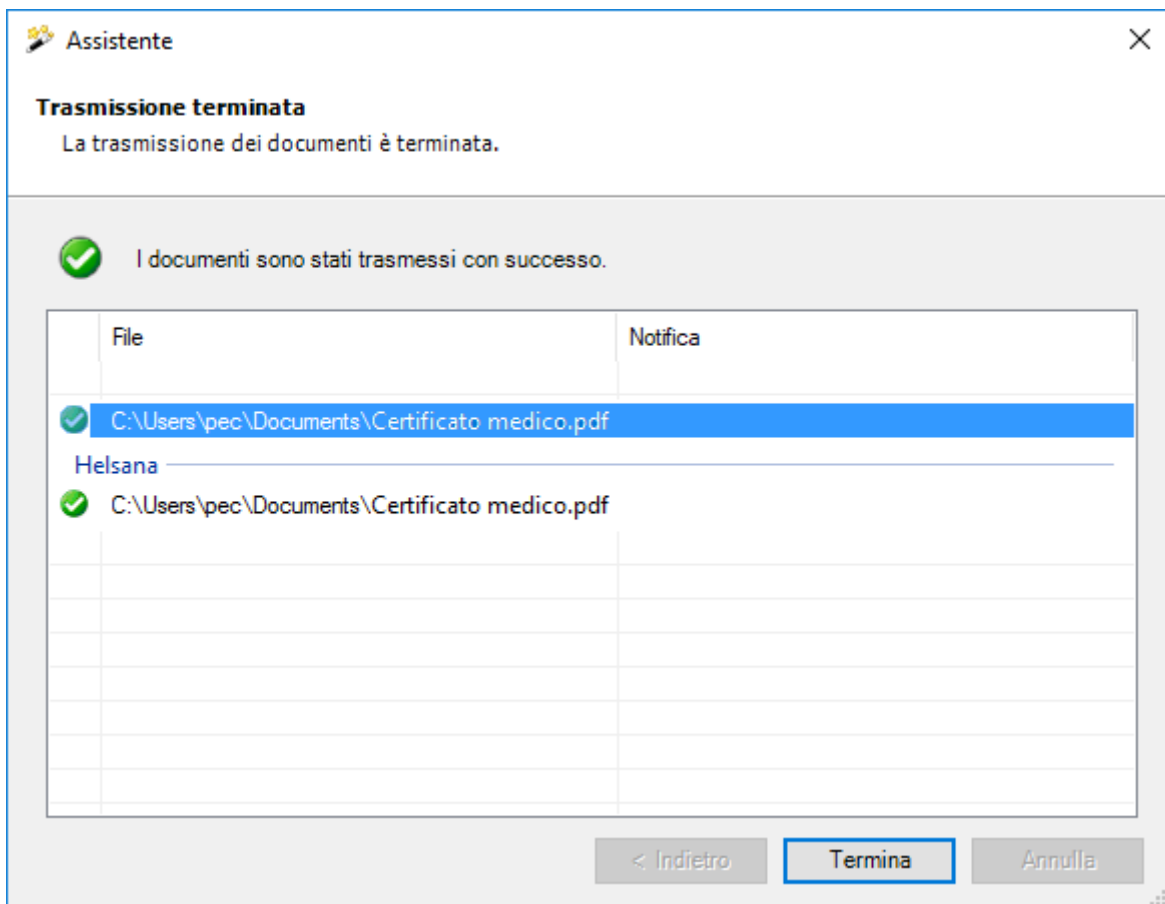 Assistente
Trasmissione terminata
La trasmissione dei documenti è terminata.
I documenti sono stati trasmessi con successo.
File Notifica
C:\Users\pec\Documents\Certificato medico.pdf
Helsana
C:\Users\pec\Documents\Certificato medico.pdf
< Indietro Termina Annulla